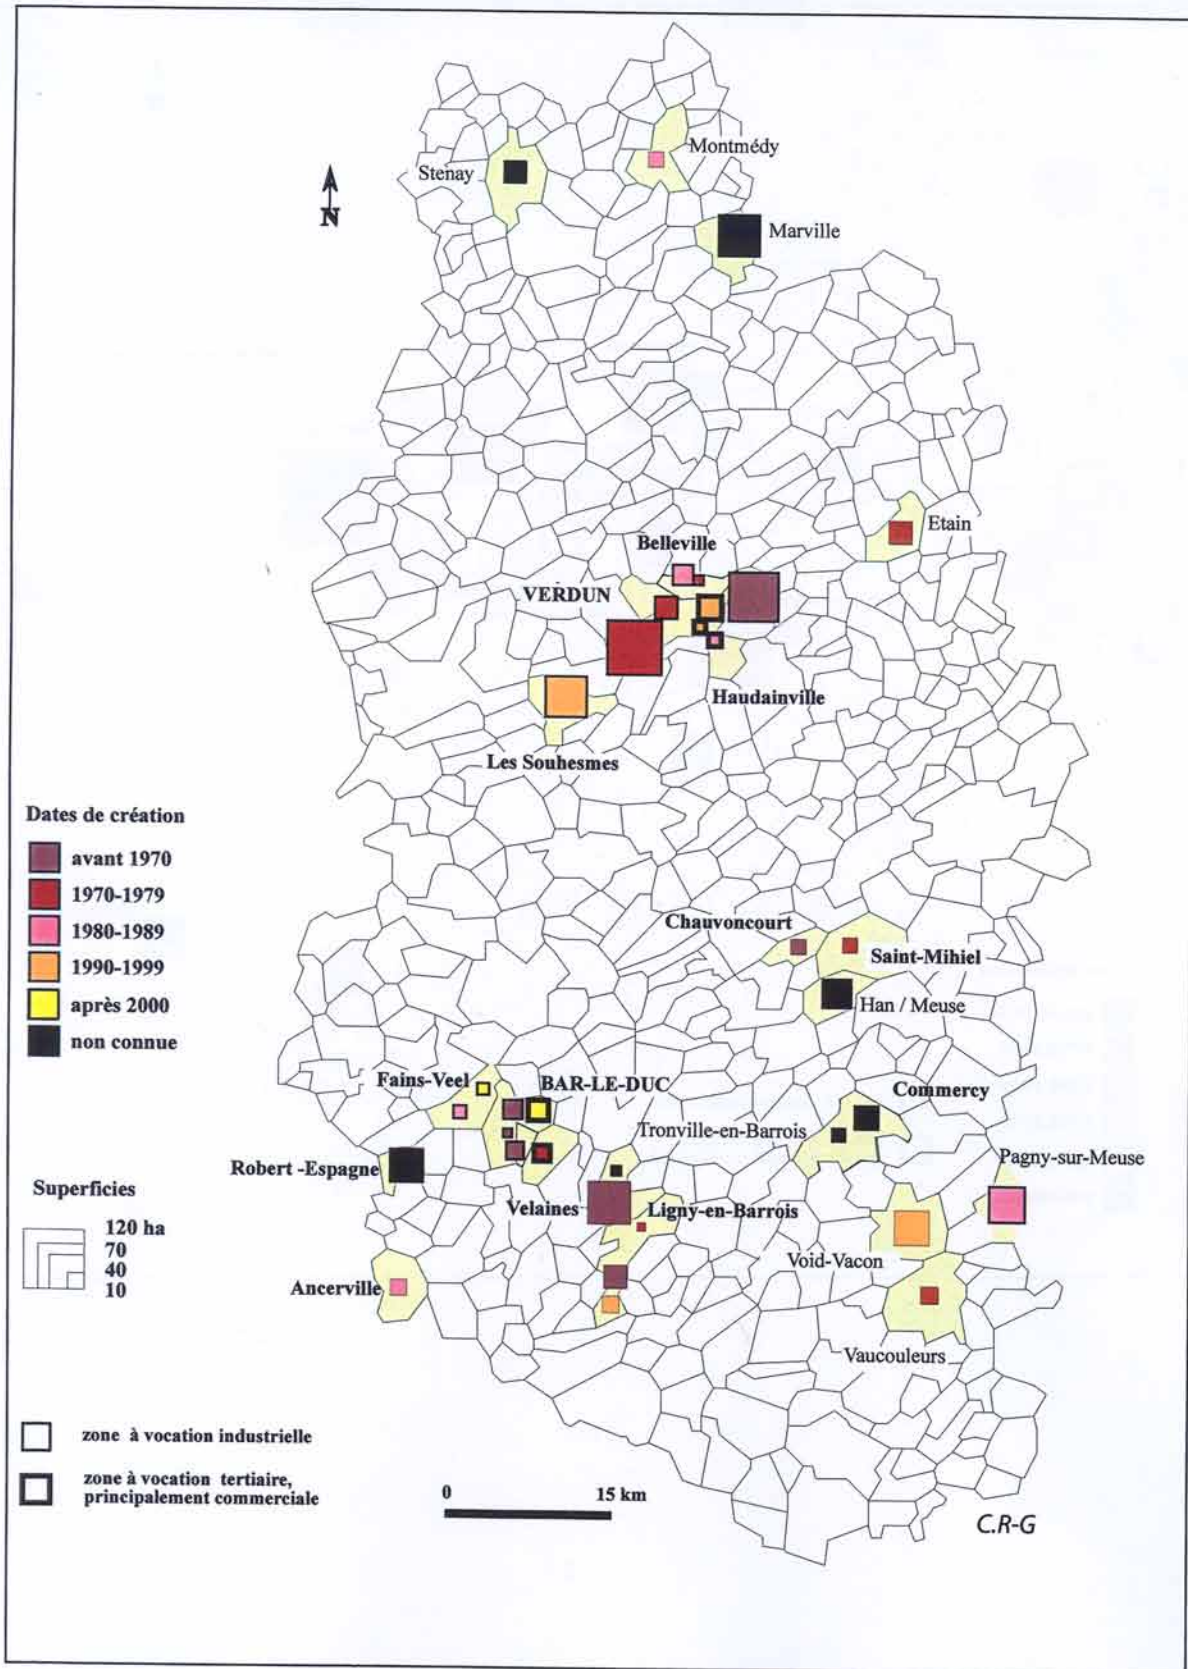 Montmédy
Stenay
N
Marville
Etain
Belleville
VERDUN
Haudainville
Les Souhesmes
Dates de création
avant 1970
1970-1979
1980-1989
1990-1999
après 2000
non connue
Chauvoncourt
Saint-Mihiel
Han / Meuse
Fains-Veel
BAR-LE-DUC
Commercy
Tronville-en-Barrois
Pagny-sur-Meuse
Robert -Espagne
Velaines
Ligny-en-Barrois
Void-Vacon
Ancerville
Vaucouleurs
Superficies
120 ha
70
40
10
zone à vocation industrielle
zone à vocation tertiaire,
principalement commerciale
0 15 km
C.R-G